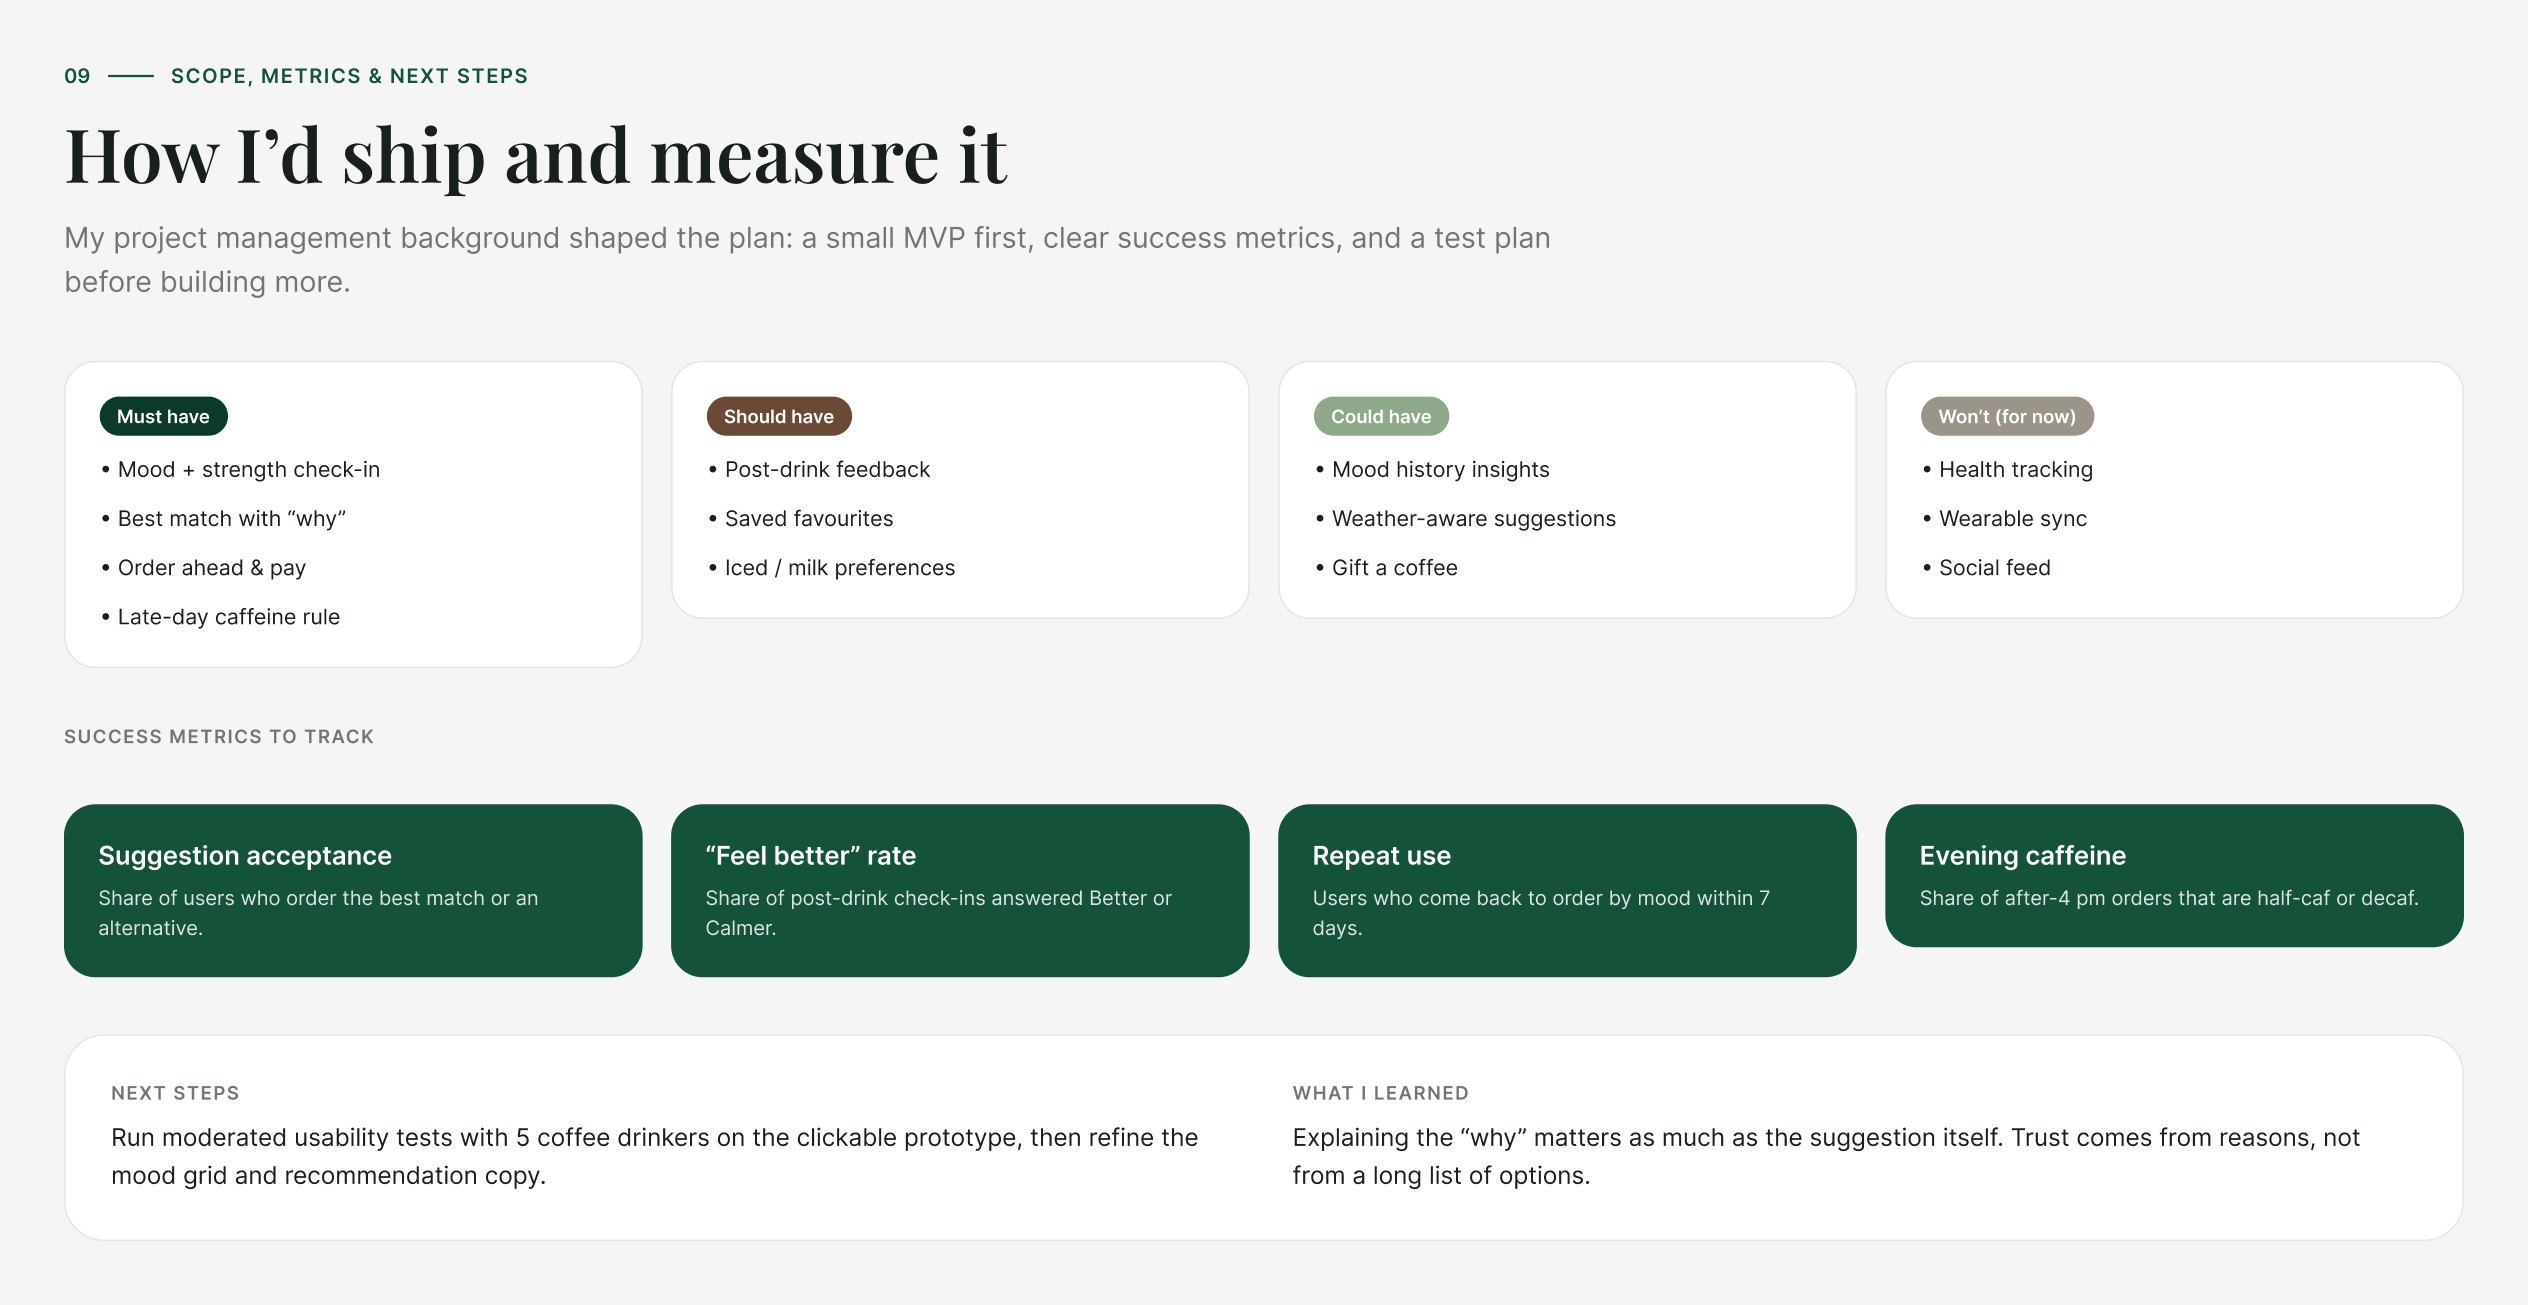 09 — SCOPE, METRICS & NEXT STEPS
How I’d ship and measure it
My project management background shaped the plan: a small MVP first, clear success metrics, and a test plan
before building more.
Must have
• Mood + strength check-in
• Best match with “why”
• Order ahead & pay
• Late-day caffeine rule
Should have
• Post-drink feedback
• Saved favourites
• Iced / milk preferences
Could have
• Mood history insights
• Weather-aware suggestions
• Gift a coffee
Won’t (for now)
• Health tracking
• Wearable sync
• Social feed
SUCCESS METRICS TO TRACK
Suggestion acceptance
Share of users who order the best match or an
alternative.
“Feel better” rate
Share of post-drink check-ins answered Better or
Calmer.
Repeat use
Users who come back to order by mood within 7
days.
Evening caffeine
Share of after-4 pm orders that are half-caf or decaf.
NEXT STEPS
Run moderated usability tests with 5 coffee drinkers on the clickable prototype, then refine the
mood grid and recommendation copy.
WHAT I LEARNED
Explaining the “why” matters as much as the suggestion itself. Trust comes from reasons, not
from a long list of options.